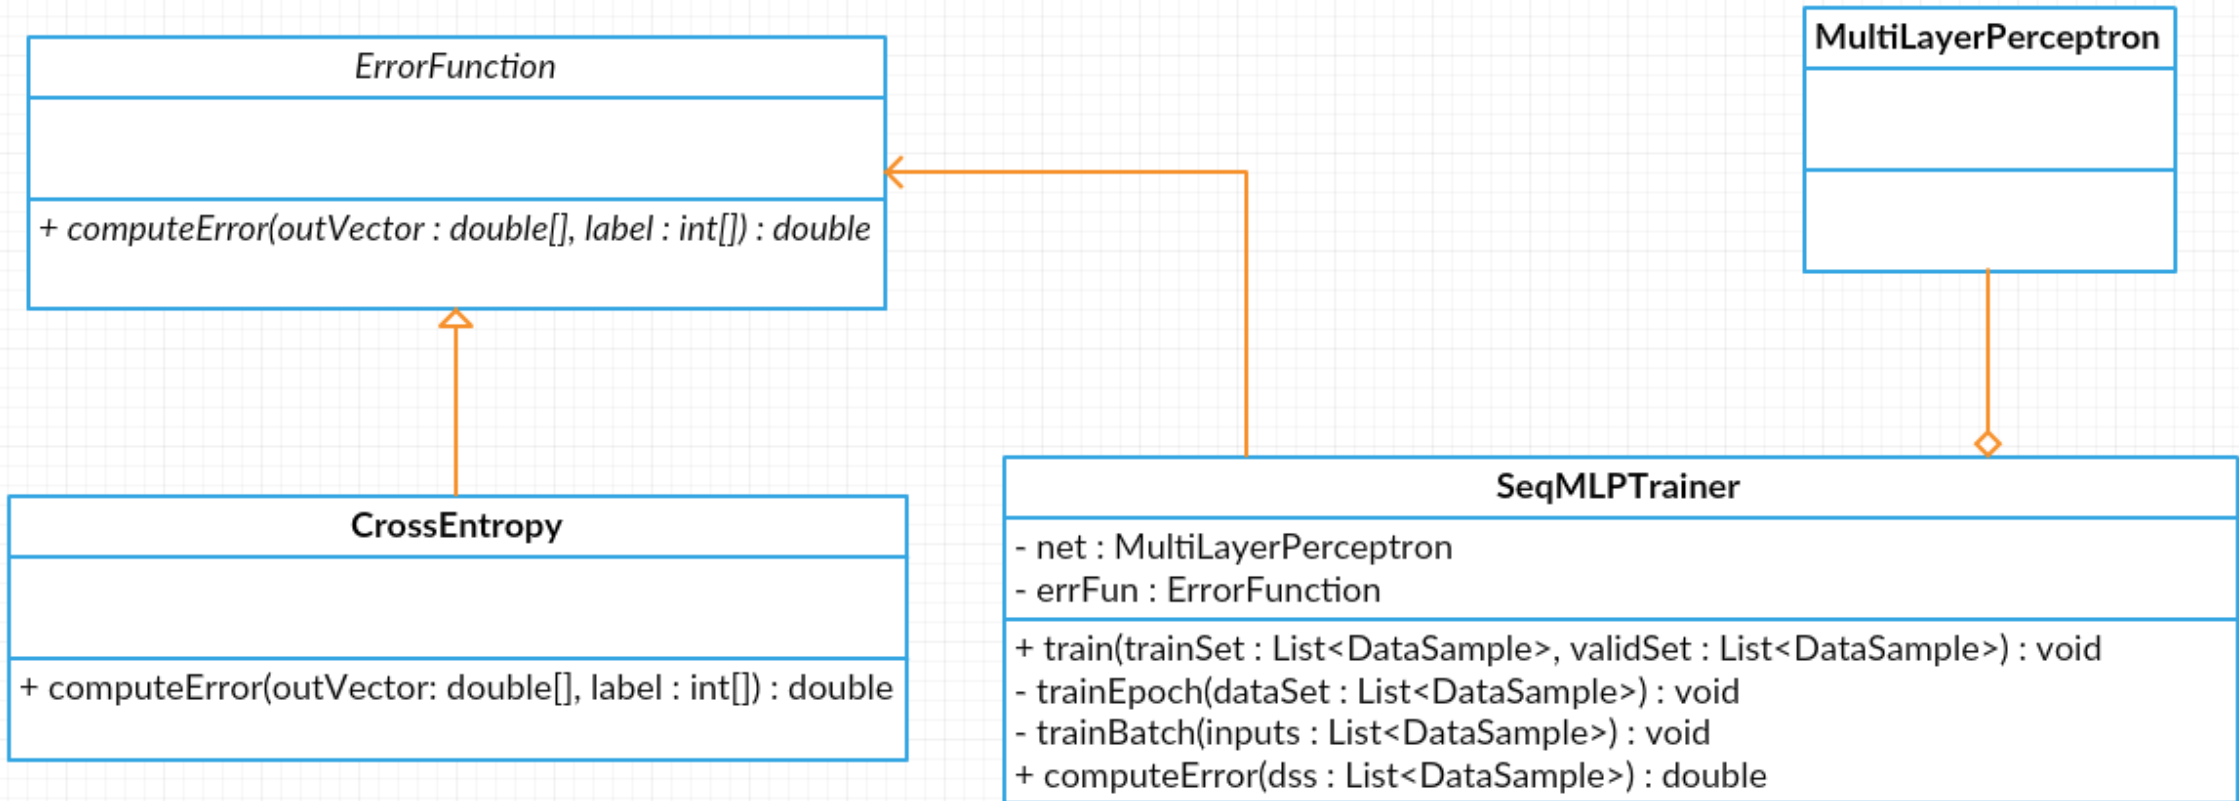 ErrorFunction
+ computeError(outVector : double[], label : int[]) : double
MultiLayerPerceptron
CrossEntropy
+ computeError(outVector: double[], label : int[]) : double
SeqMLPTrainer
- net : MultiLayerPerceptron
- errFun : ErrorFunction
+ train(trainSet : List<DataSample>, validSet : List<DataSample>) : void
- trainEpoch(dataSet : List<DataSample>) : void
- trainBatch(inputs : List<DataSample>) : void
+ computeError(dss : List<DataSample>) : double